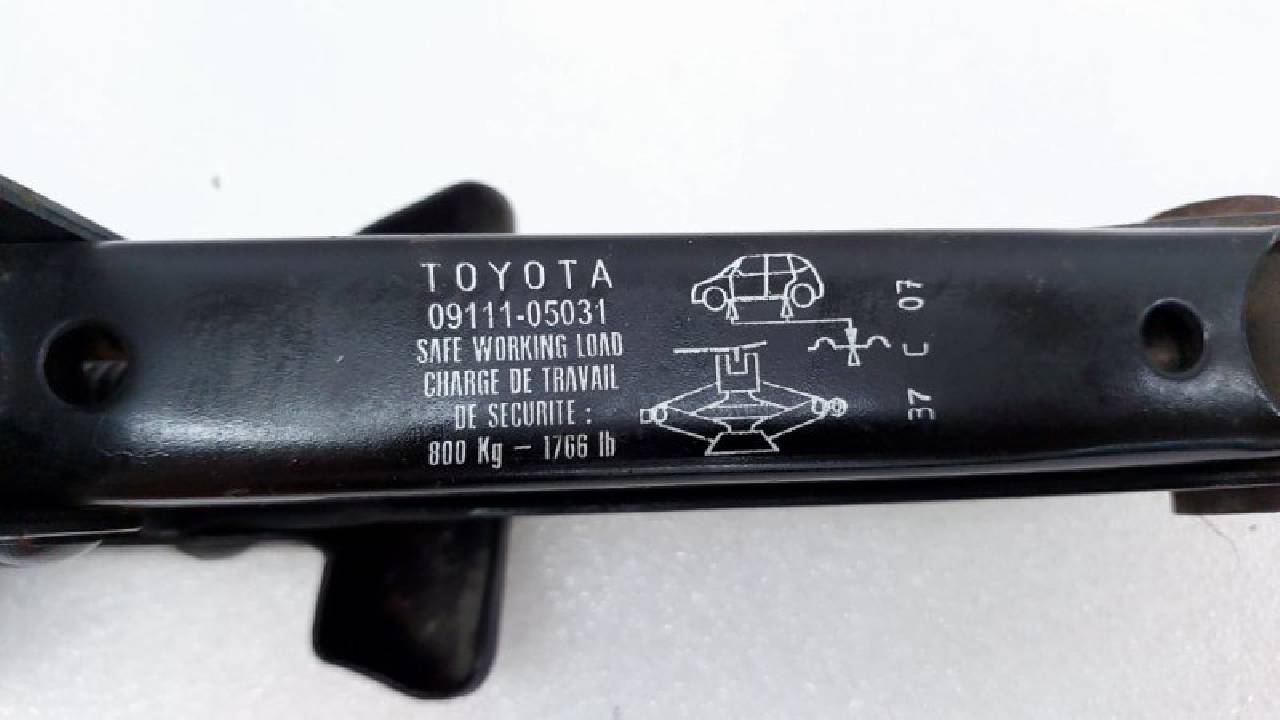 TOYOTA
09111-05031
SAFE WORKING LOAD
CHARGE DE TRAVAIL
DE SECURITE :
800 Kg – 1766 lb
37 C 07